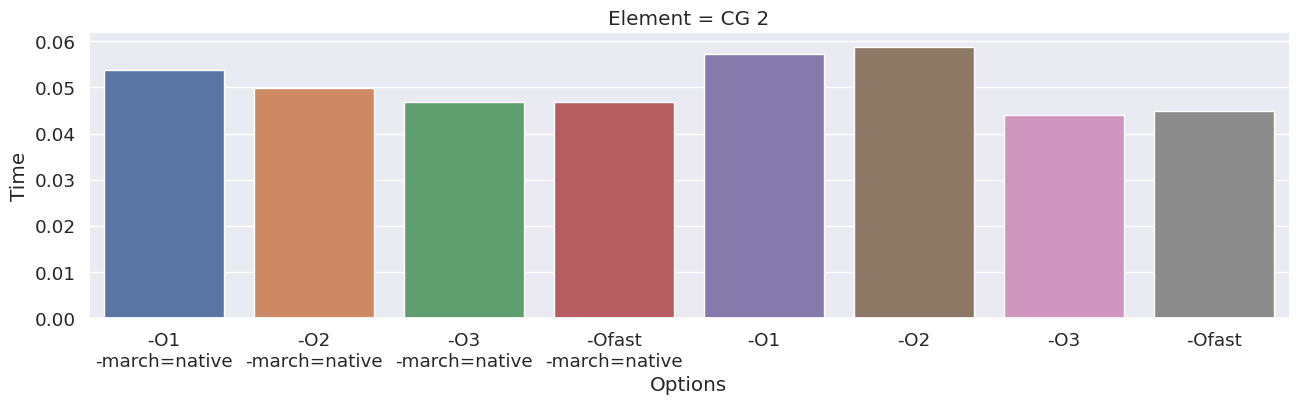 Element = CG 2
0.06
0.05
0.04
0.03
0.02
0.01
0.00
Time
-O1 -O2 -O3 -Ofast -O1 -O2 -O3 -Ofast
-march=native -march=native -march=native -march=native
Options